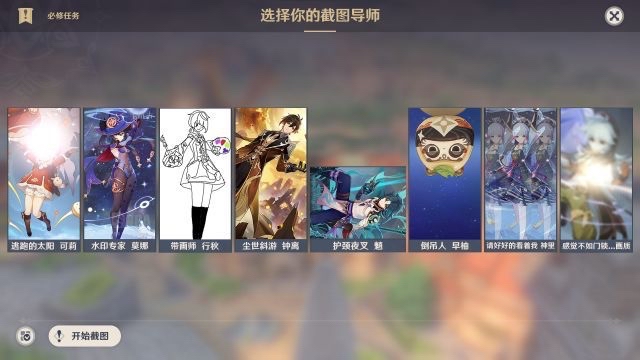 必修任务
选择你的截图导师
逃跑的太阳 可莉
水印专家 莫娜
带画师 行秋
尘世斜游 钟离
护颈夜叉 魈
倒吊人 早柚
请好好的看着我 神里
感觉不如门锁...画质
开始截图